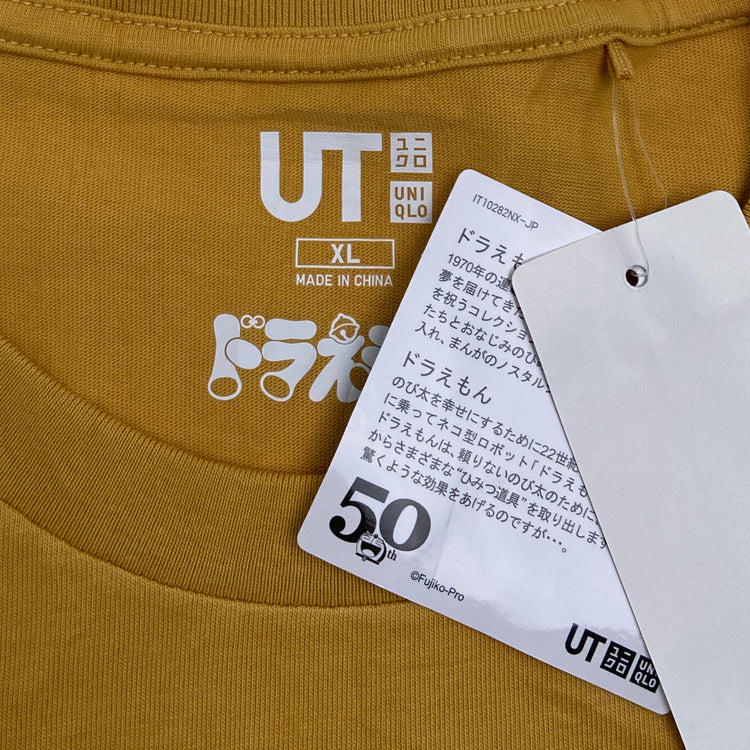 UT
ユニ
クロ
UNI
QLO
XL
MADE IN CHINA
ドラえ
IT10282NX-JP
ドラえも
1970年の連
夢を届けてき
を祝うコレクショ
たちとおなじみのひ
入れ、まんがのノスタル
ドラえもん
のび太を幸せにするために22世紀
に乗ってネコ型ロボット「ドラえも
ドラえもんは、頼りないのび太のために
からさまざまな“ひみつ道具”を取り出します
驚くような効果をあげるのですが…。
50th
©Fujiko-Pro
UT
ユニ
クロ
UNI
QLO